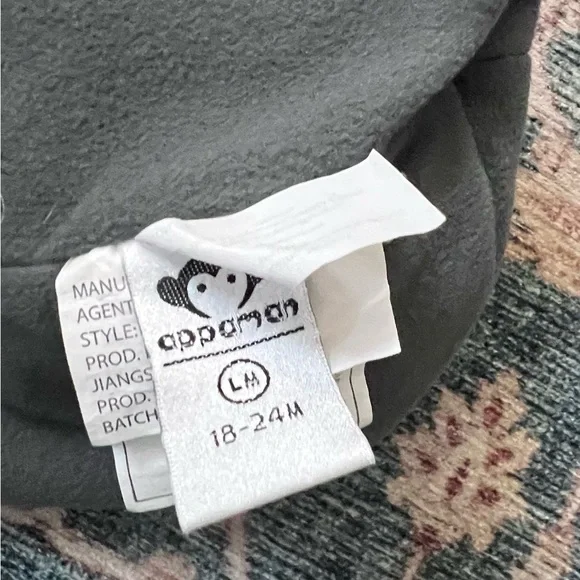 appaman
LM
18-24M
MANU
AGENT
STYLE:
PROD.
JIANGS
PROD.
BATCH